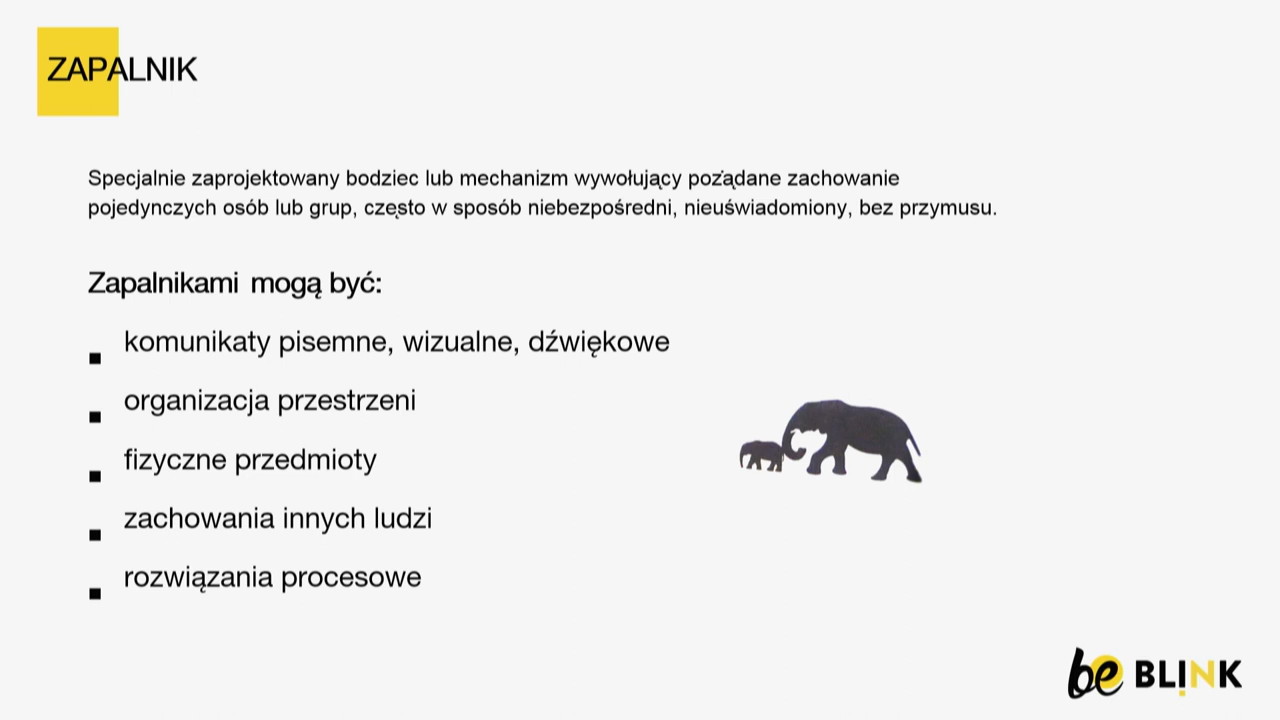 ZAPALNIK
Specjalnie zaprojektowany bodziec lub mechanizm wywołujący pożądane zachowanie
pojedynczych osób lub grup, często w sposób niebezpośredni, nieuświadomiony, bez przymusu.
Zapalnikami mogą być:
komunikaty pisemne, wizualne, dźwiękowe
organizacja przestrzeni
fizyczne przedmioty
zachowania innych ludzi
rozwiązania procesowe
be BLINK